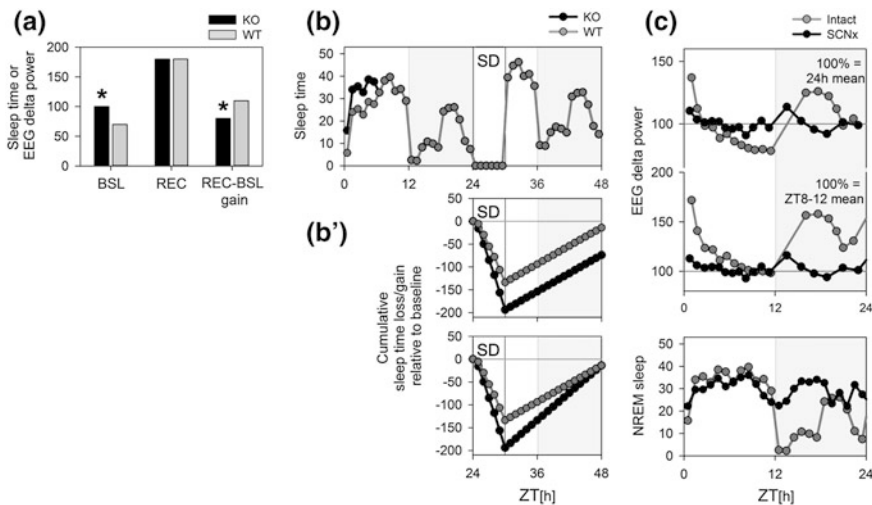 (a)
KO
WT
Sleep time or
EEG delta power
200
150
100
50
0
*
*
BSL
REC
REC-BSL
gain
(b)
KO
WT
SD
Sleep time
50
40
30
20
10
0
0
12
24
36
48
(b')
SD
Cumulative
sleep time loss/gain
relative to baseline
50
0
-50
-100
-150
-200
SD
50
0
-50
-100
-150
-200
24
36
48
ZT[h]
(c)
Intact
SCNx
100% =
24h mean
EEG delta power
150
100
100% =
ZT8-12 mean
200
150
100
0
12
24
NREM sleep
50
40
30
20
10
0
0
12
24
ZT[h]